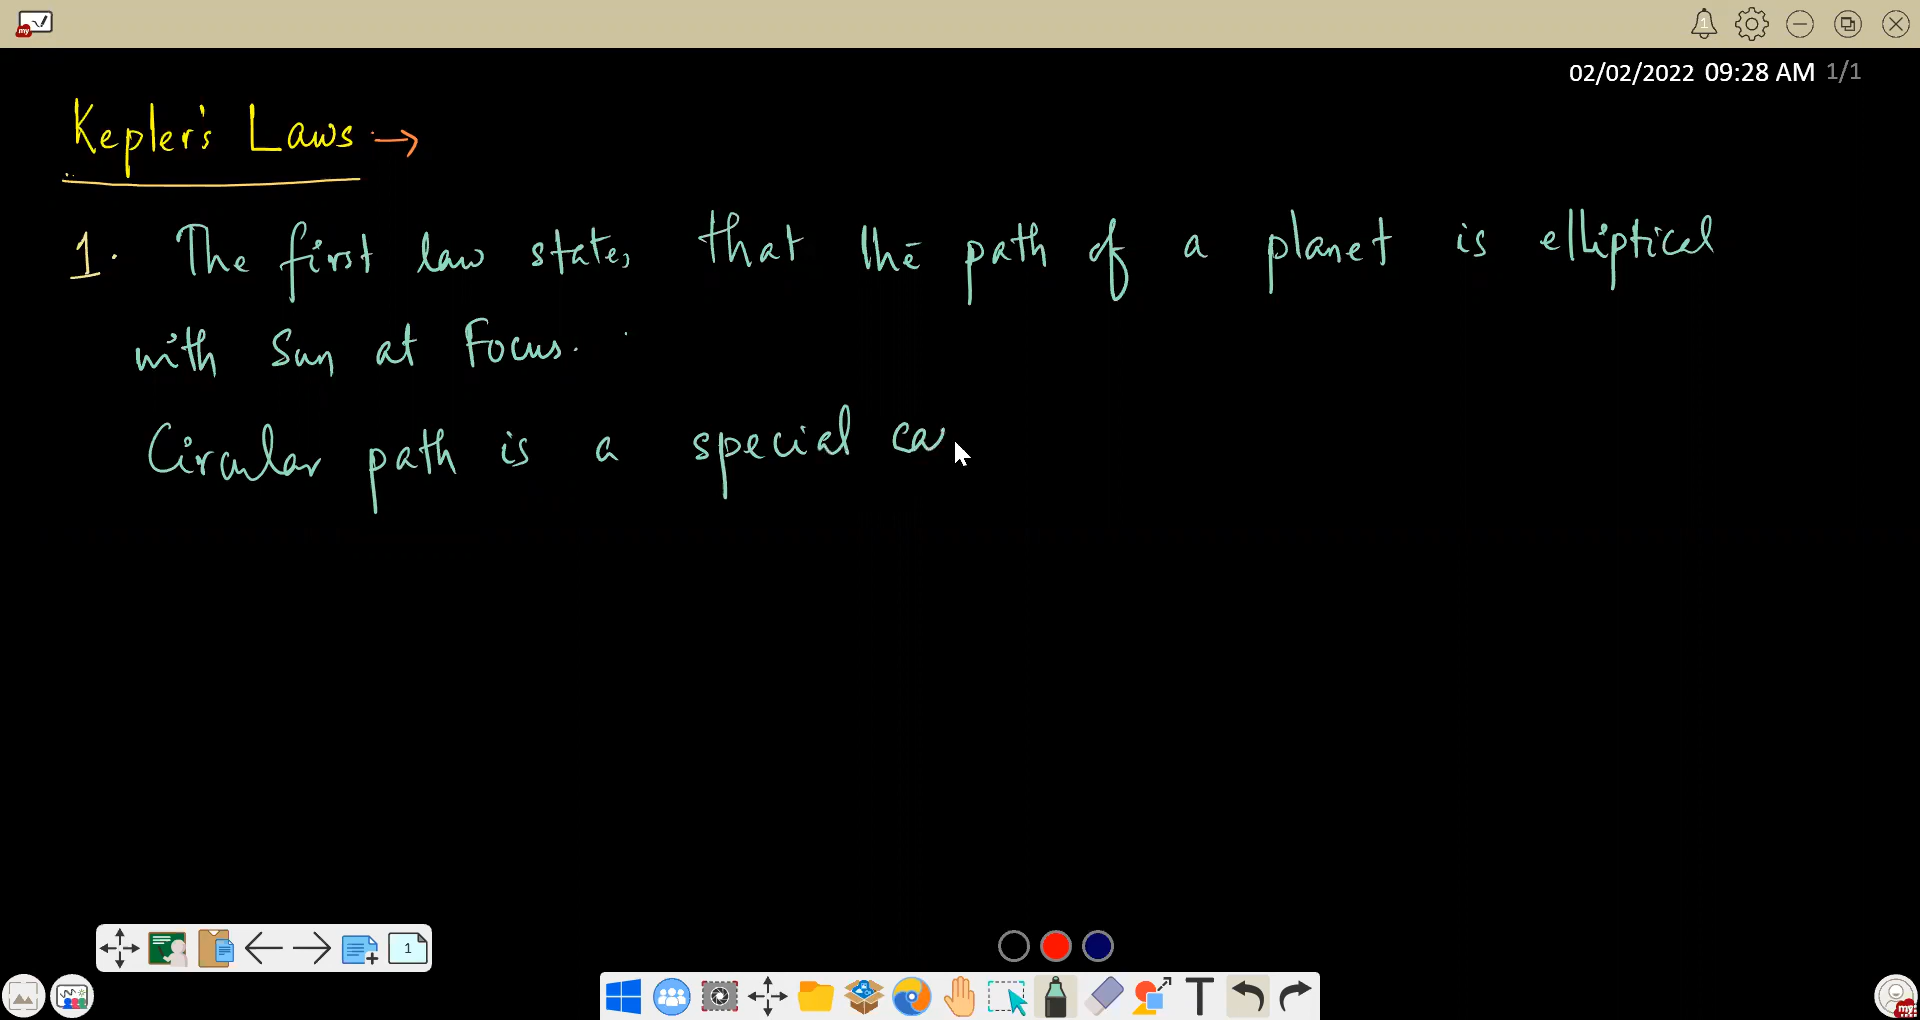 02/02/2022 09:28 AM 1/1
Kepler's Laws →
1. The first law states that the path of a planet is elliptical
with Sun at Focus.
Circular path is a special ca
1